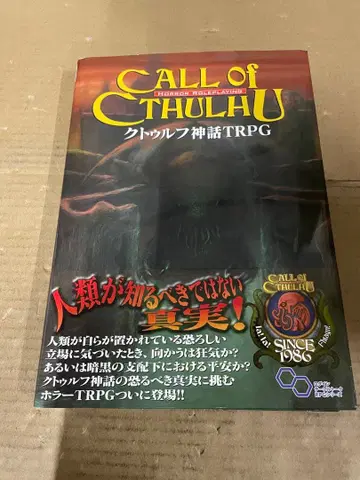 CALL of
CTHULHU
HORROR ROLEPLAYING
クトゥルフ神話TRPG
人類が知るべきではない
真実!
人類が自らが置かれている恐ろしい
立場に気づいたとき、向かうは狂気か?
あるいは暗黒の支配下における平安か?
クトゥルフ神話の恐るべき真実に挑む
ホラーTRPGついに登場!!
CALL of
CTHULHU
Ia! Ia!
Fhtagn!
SINCE
1986